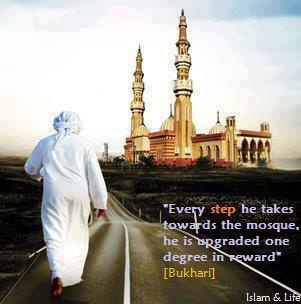 "Every step he takes
towards the mosque,
he is upgraded one
degree in reward"
[Bukhari]
Islam & Life